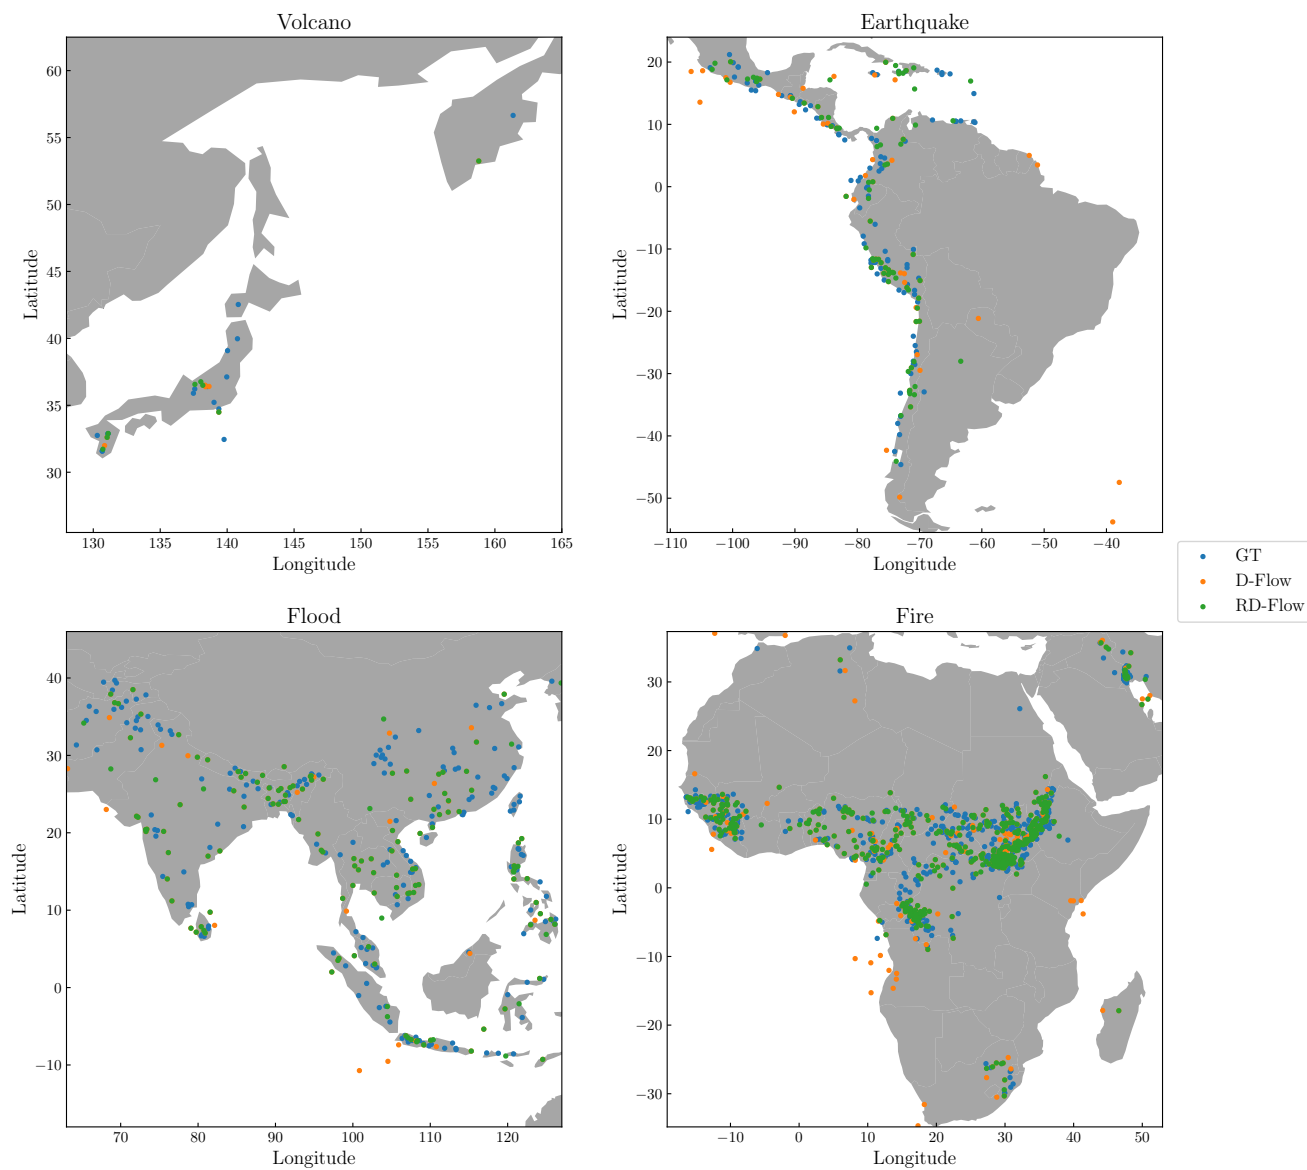 Volcano
60
55
50
45
40
35
30
Latitude
130 135 140 145 150 155 160 165
Longitude
Earthquake
20
10
0
−10
−20
−30
−40
−50
Latitude
−110 −100 −90 −80 −70 −60 −50 −40
Longitude
GT
D-Flow
RD-Flow
Flood
40
30
20
10
0
−10
Latitude
70 80 90 100 110 120
Longitude
Fire
30
20
10
0
−10
−20
−30
Latitude
−10 0 10 20 30 40 50
Longitude